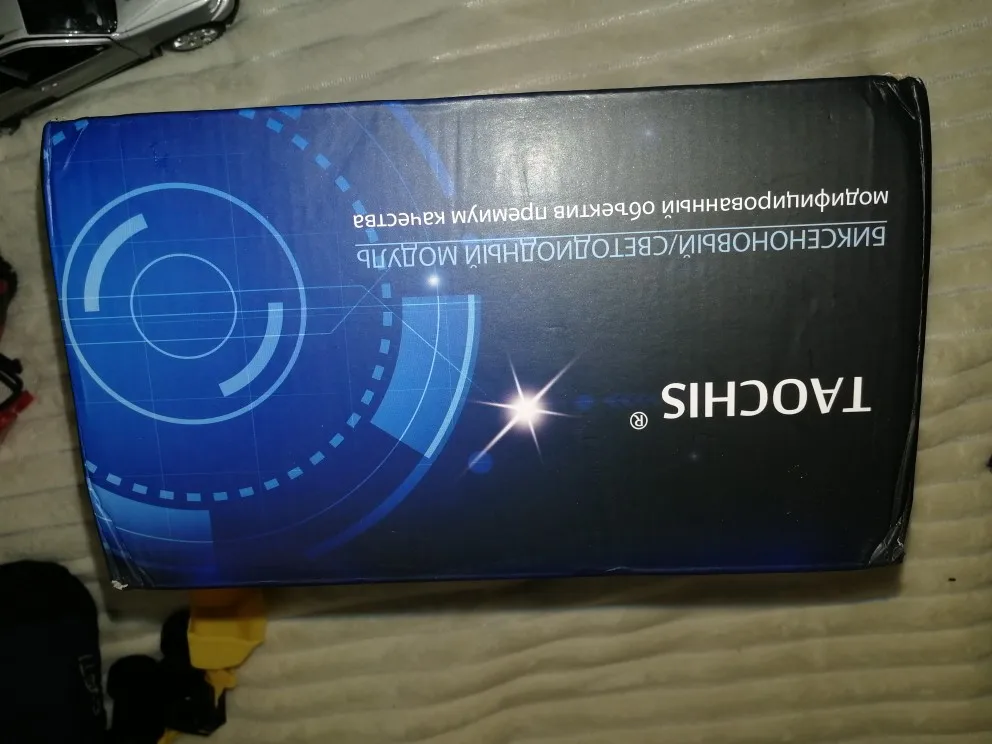 TAOCHIS ®
БИКСЕНОНОВЫЙ/СВЕТОДИОДНЫЙ МОДУЛЬ
модифицированный объектив премиум качества